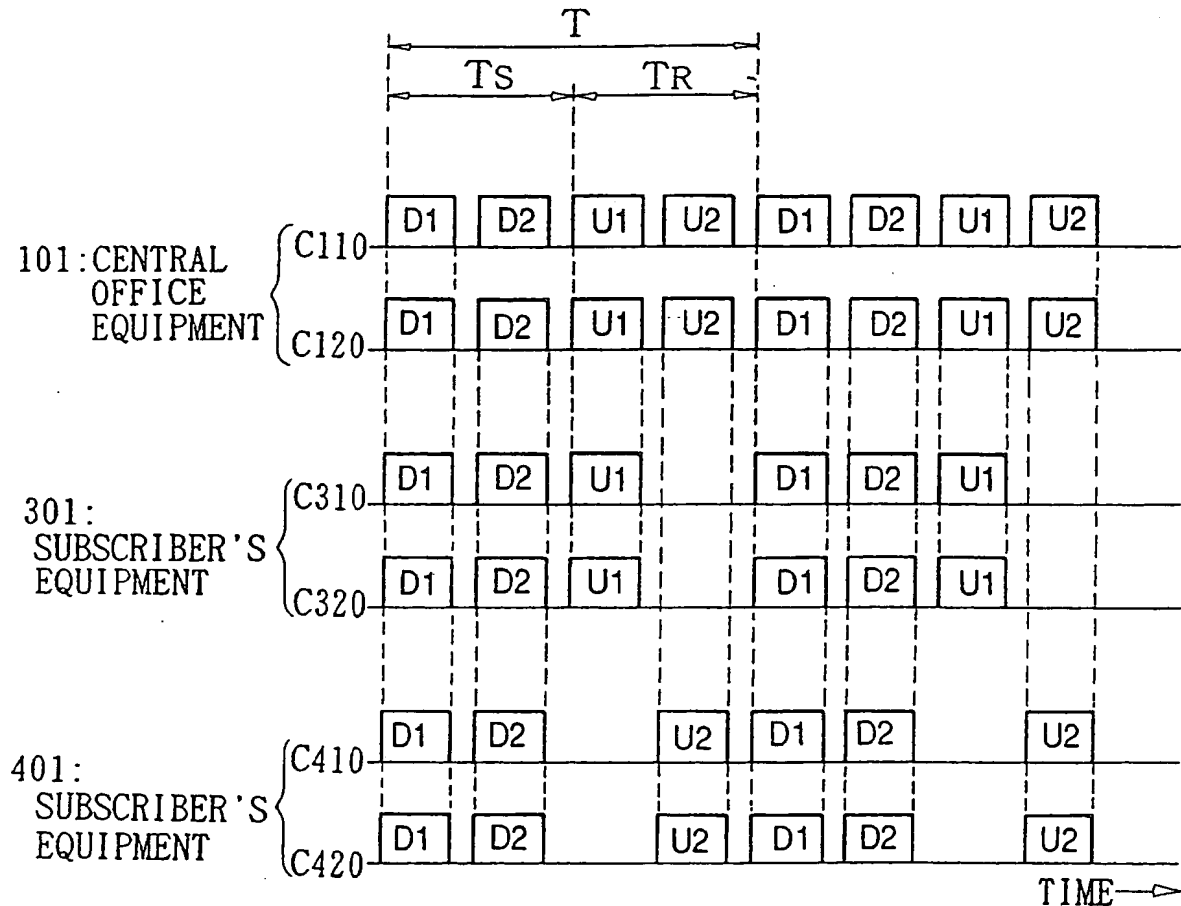 T
TS TR
D1 D2 U1 U2 D1 D2 U1 U2
C110
101:CENTRAL
OFFICE
EQUIPMENT
D1 D2 U1 U2 D1 D2 U1 U2
C120
D1 D2 U1 D1 D2 U1
C310
301:
SUBSCRIBER'S
EQUIPMENT
D1 D2 U1 D1 D2 U1
C320
D1 D2 U2 D1 D2 U2
C410
401:
SUBSCRIBER'S
EQUIPMENT
D1 D2 U2 D1 D2 U2
C420
TIME